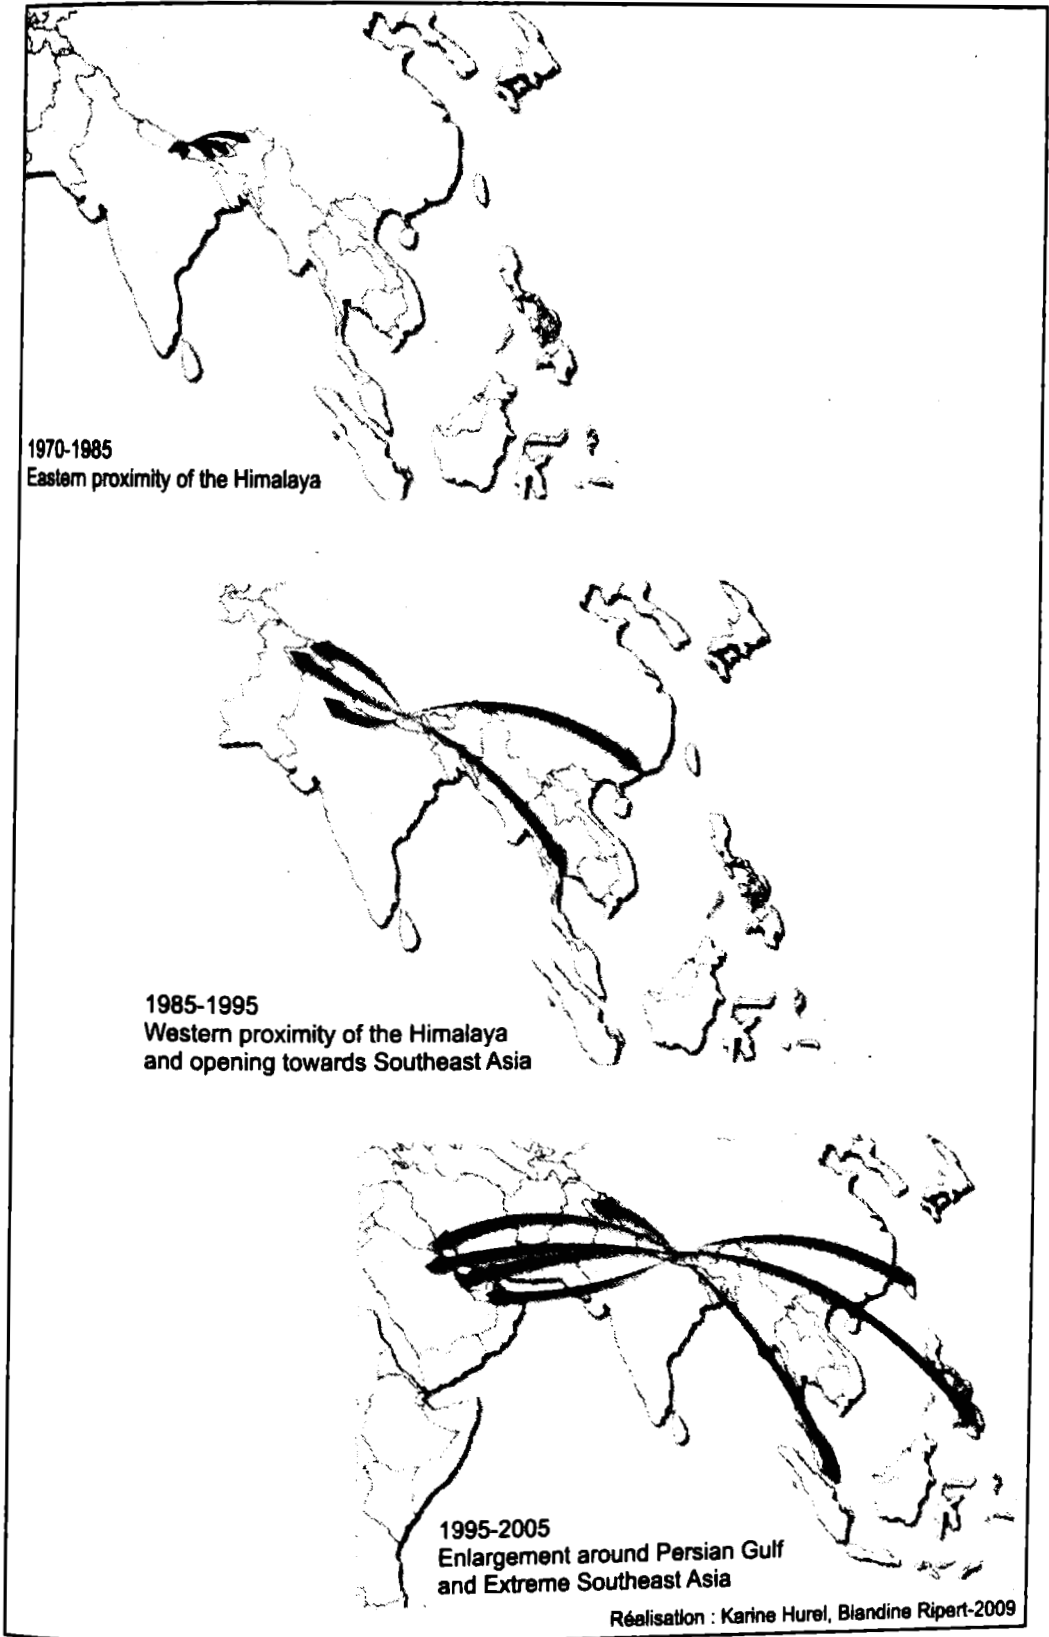 1970-1985
Eastern proximity of the Himalaya
1985-1995
Western proximity of the Himalaya
and opening towards Southeast Asia
1995-2005
Enlargement around Persian Gulf
and Extreme Southeast Asia
Réalisation : Karine Hurel, Blandine Ripert-2009